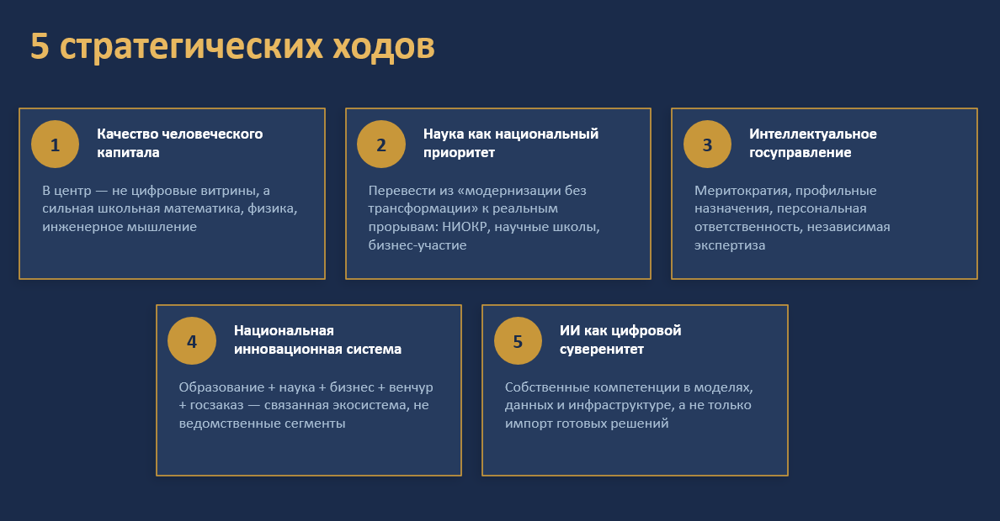 5 стратегических ходов
1
Качество человеческого
капитала
В центр — не цифровые витрины, а
сильная школьная математика, физика,
инженерное мышление
2
Наука как национальный
приоритет
Перевести из «модернизации без
трансформации» к реальным
прорывам: НИОКР, научные школы,
бизнес-участие
3
Интеллектуальное
госуправление
Меритократия, профильные
назначения, персональная
ответственность, независимая
экспертиза
4
Национальная
инновационная система
Образование + наука + бизнес + венчур
+ госзаказ — связанная экосистема, не
ведомственные сегменты
5
ИИ как цифровой
суверенитет
Собственные компетенции в моделях,
данных и инфраструктуре, а не только
импорт готовых решений